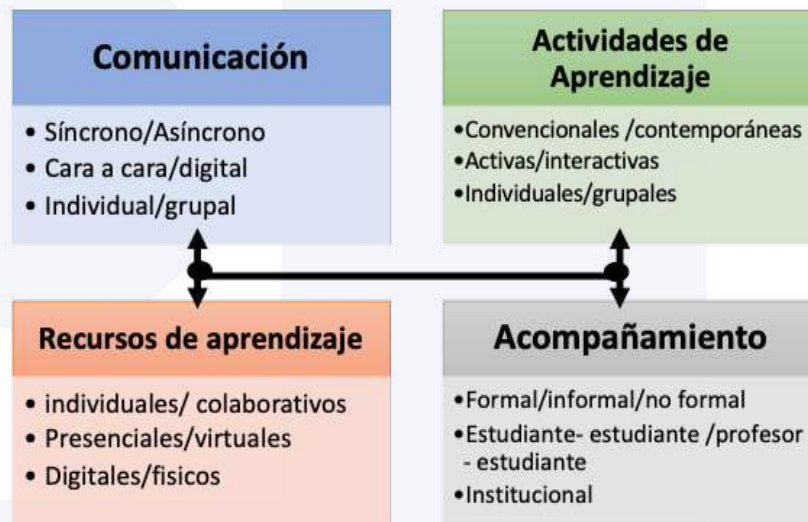 Comunicación
• Síncrono/Asíncrono
• Cara a cara/digital
• Individual/grupal
Actividades de
Aprendizaje
•Convencionales /contemporáneas
•Activas/interactivas
•Individuales/grupales
Recursos de aprendizaje
• individuales/ colaborativos
• Presenciales/virtuales
• Digitales/fisicos
Acompañamiento
•Formal/informal/no formal
•Estudiante- estudiante /profesor
- estudiante
•Institucional